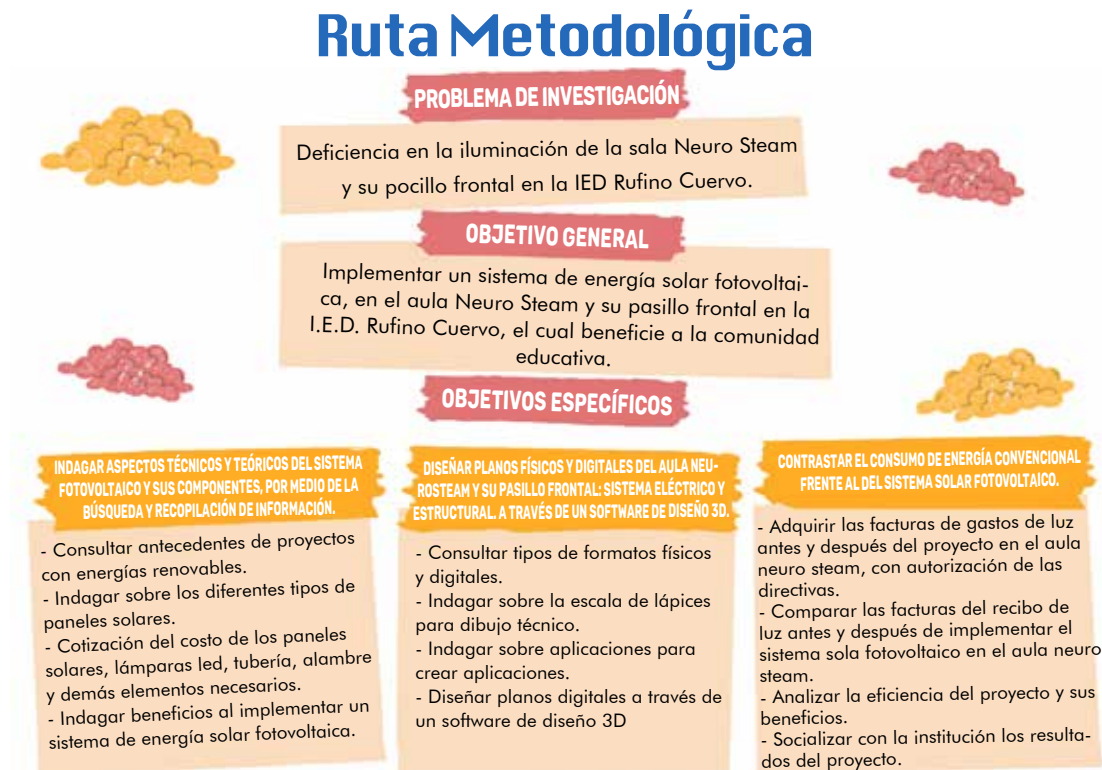 Ruta Metodológica
PROBLEMA DE INVESTIGACIÓN
Deficiencia en la iluminación de la sala Neuro Steam
y su pocillo frontal en la IED Rufino Cuervo.
OBJETIVO GENERAL
Implementar un sistema de energía solar fotovoltai-
ca, en el aula Neuro Steam y su pasillo frontal en la
I.E.D. Rufino Cuervo, el cual beneficie a la comunidad
educativa.
OBJETIVOS ESPECÍFICOS
INDAGAR ASPECTOS TÉCNICOS Y TEÓRICOS DEL SISTEMA
FOTOVOLTAICO Y SUS COMPONENTES, POR MEDIO DE LA
BÚSQUEDA Y RECOPILACIÓN DE INFORMACIÓN.
- Consultar antecedentes de proyectos
con energías renovables.
- Indagar sobre los diferentes tipos de
paneles solares.
- Cotización del costo de los paneles
solares, lámparas led, tubería, alambre
y demás elementos necesarios.
- Indagar beneficios al implementar un
sistema de energía solar fotovoltaica.
DISEÑAR PLANOS FÍSICOS Y DIGITALES DEL AULA NEU-
ROSTEAM Y SU PASILLO FRONTAL: SISTEMA ELÉCTRICO Y
ESTRUCTURAL. A TRAVÉS DE UN SOFTWARE DE DISEÑO 3D.
- Consultar tipos de formatos físicos
y digitales.
- Indagar sobre la escala de lápices
para dibujo técnico.
- Indagar sobre aplicaciones para
crear aplicaciones.
- Diseñar planos digitales a través de
un software de diseño 3D
CONTRASTAR EL CONSUMO DE ENERGÍA CONVENCIONAL
FRENTE AL DEL SISTEMA SOLAR FOTOVOLTAICO.
- Adquirir las facturas de gastos de luz
antes y después del proyecto en el aula
neuro steam, con autorización de las
directivas.
- Comparar las facturas del recibo de
luz antes y después de implementar el
sistema sola fotovoltaico en el aula neuro
steam.
- Analizar la eficiencia del proyecto y sus
beneficios.
- Socializar con la institución los resulta-
dos del proyecto.